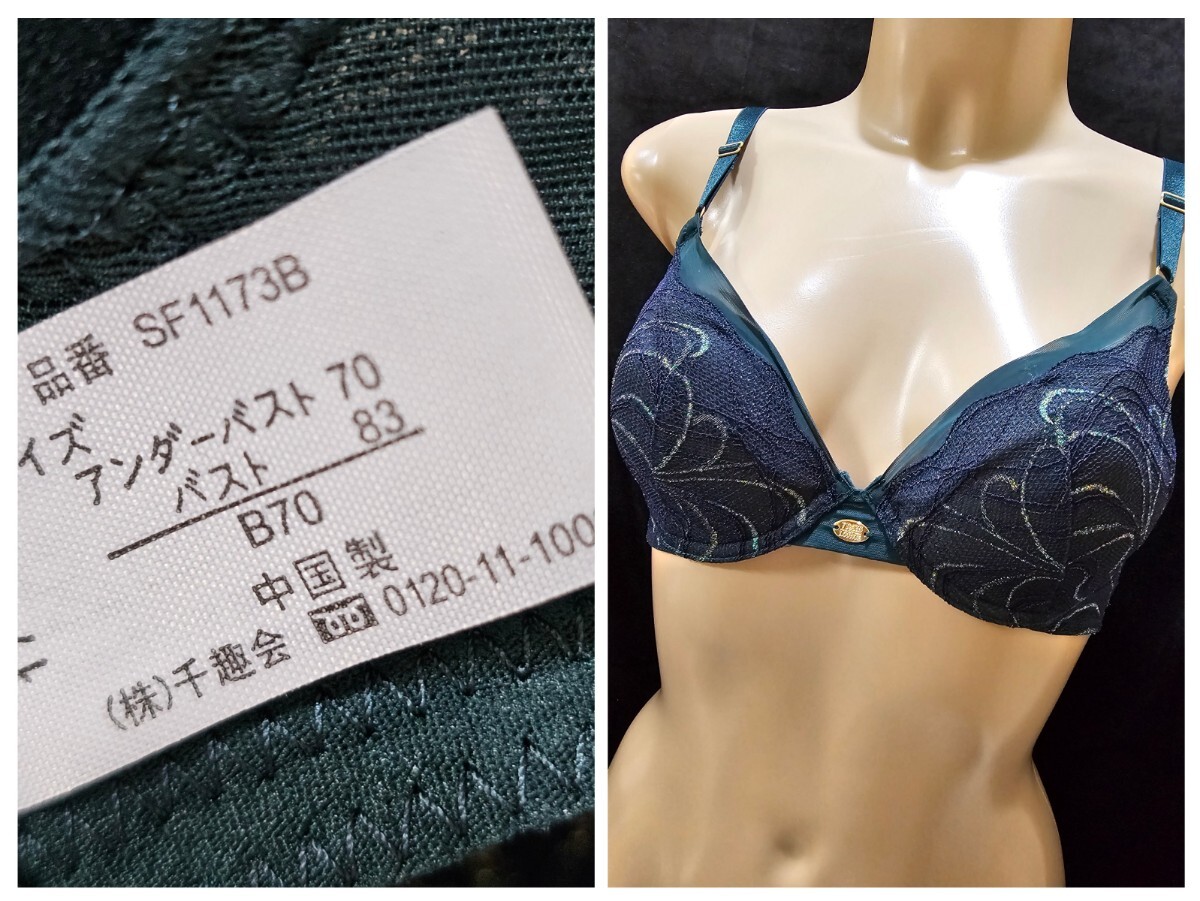 品番 SF1173B
イズ
アンダーバスト 70
バスト 83
B70
中国製
(株)千趣会 0120-11-100